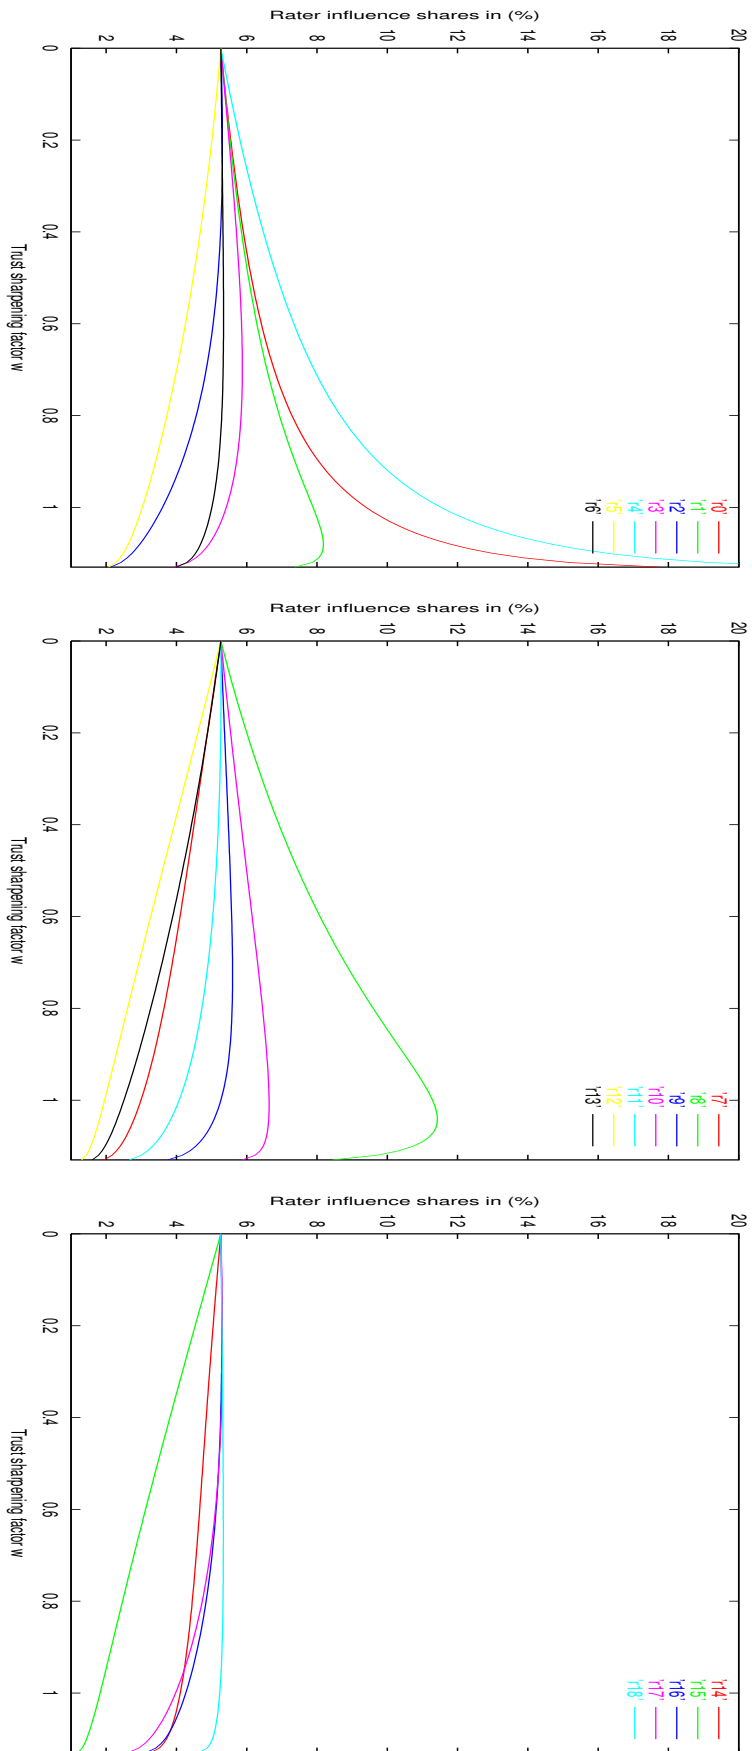 Rater influence shares in (%)
20
18
16
14
12
10
8
6
4
2
0
0.2
0.4
0.6
0.8
1
Trust sharpening factor w
'r0'
'r1'
'r2'
'r3'
'r4'
'r5'
'r6'
Rater influence shares in (%)
20
18
16
14
12
10
8
6
4
2
0
0.2
0.4
0.6
0.8
1
Trust sharpening factor w
'r7'
'r8'
'r9'
'r10'
'r11'
'r12'
'r13'
Rater influence shares in (%)
20
18
16
14
12
10
8
6
4
2
0
0.2
0.4
0.6
0.8
1
Trust sharpening factor w
'r14'
'r15'
'r16'
'r17'
'r18'